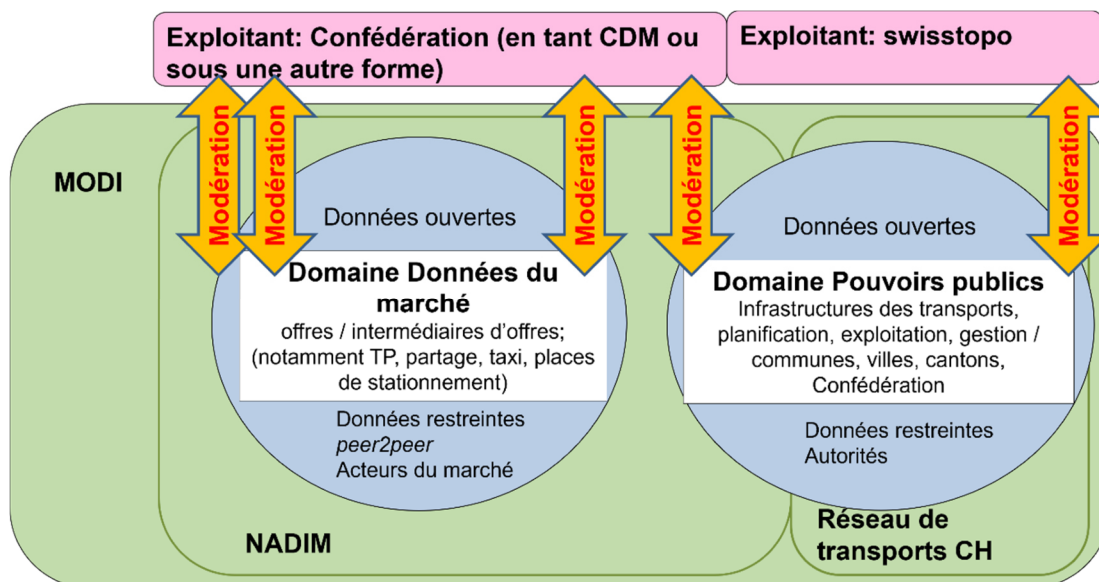 Exploitant: Confédération (en tant CDM ou
sous une autre forme)
Exploitant: swisstopo
Modération
Modération
Modération
Modération
Modération
MODI
Données ouvertes
Domaine Données du
marché
offres / intermédiaires d'offres;
(notamment TP, partage, taxi, places
de stationnement)
Données restreintes
peer2peer
Acteurs du marché
Données ouvertes
Domaine Pouvoirs publics
Infrastructures des transports,
planification, exploitation, gestion /
communes, villes, cantons,
Confédération
Données restreintes
Autorités
NADIM
Réseau de
transports CH